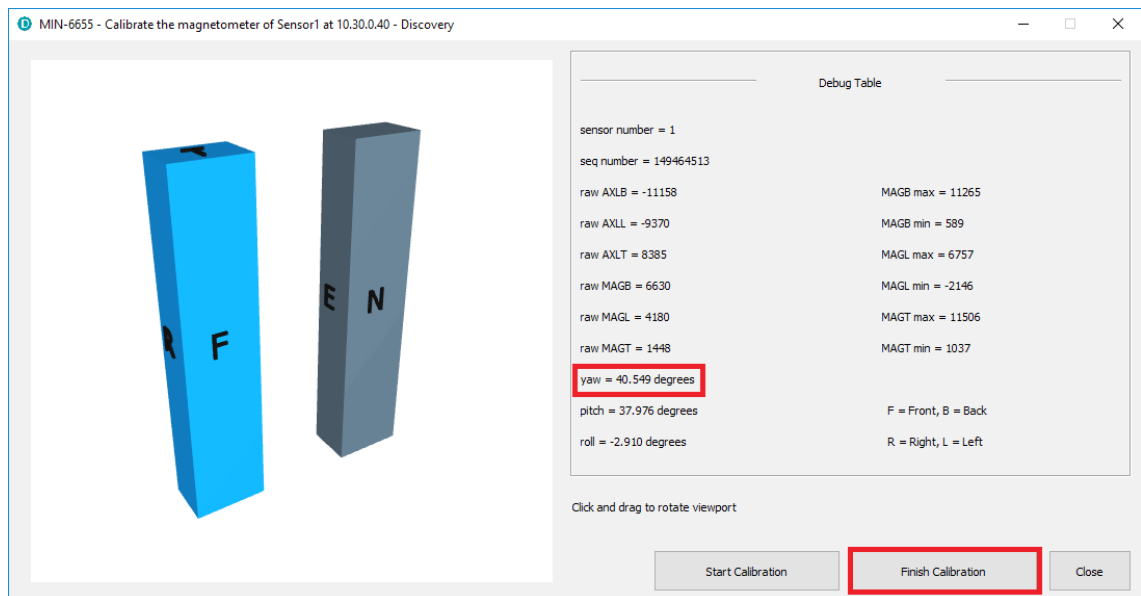 MIN-6655 - Calibrate the magnetometer of Sensor1 at 10.30.0.40 - Discovery
R
F
E
N
Debug Table
sensor number = 1
seq number = 149464513
raw AXLB = -11158
MAGB max = 11265
raw AXLL = -9370
MAGB min = 589
raw AXLT = 8385
MAGL max = 6757
raw MAGB = 6630
MAGL min = -2146
raw MAGL = 4180
MAGT max = 11506
raw MAGT = 1448
MAGT min = 1037
yaw = 40.549 degrees
pitch = 37.976 degrees
F = Front, B = Back
roll = -2.910 degrees
R = Right, L = Left
Click and drag to rotate viewport
Start Calibration
Finish Calibration
Close